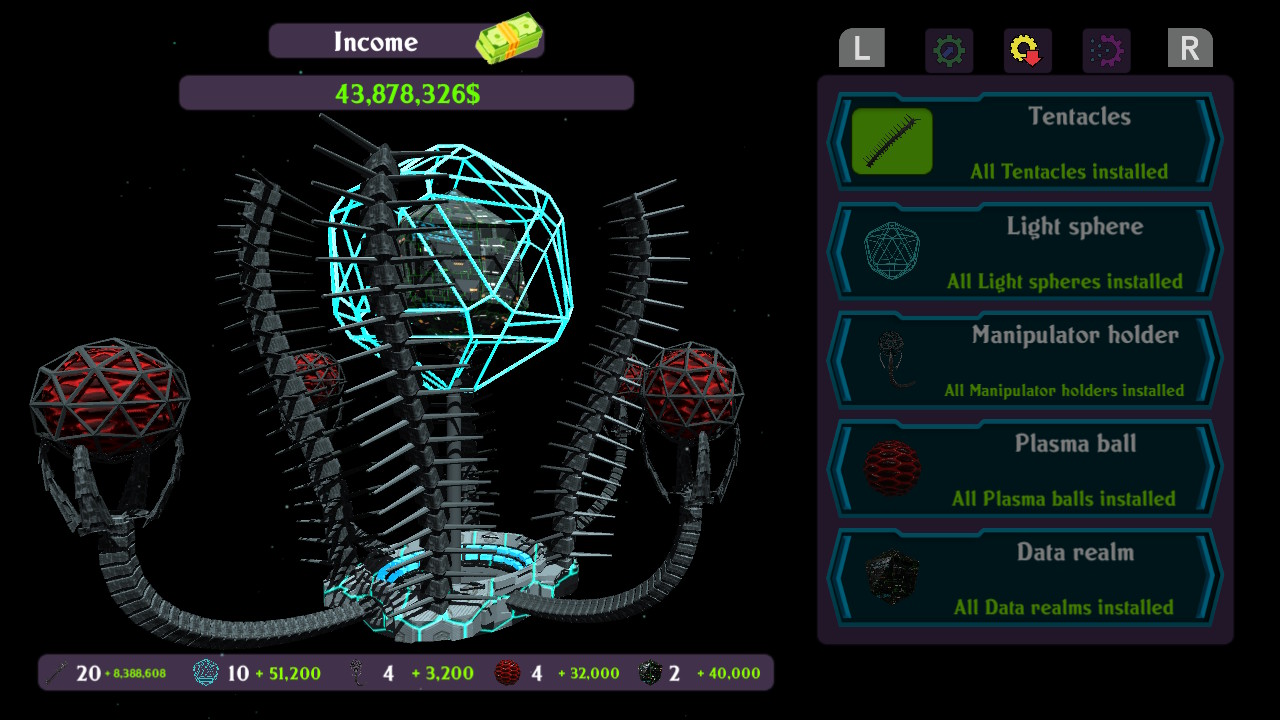 Income
43,878,326$
L
R
Tentacles
All Tentacles installed
Light sphere
All Light spheres installed
Manipulator holder
All Manipulator holders installed
Plasma ball
All Plasma balls installed
Data realm
All Data realms installed
20 + 8,388,608 10 + 51,200 4 + 3,200 4 + 32,000 2 + 40,000